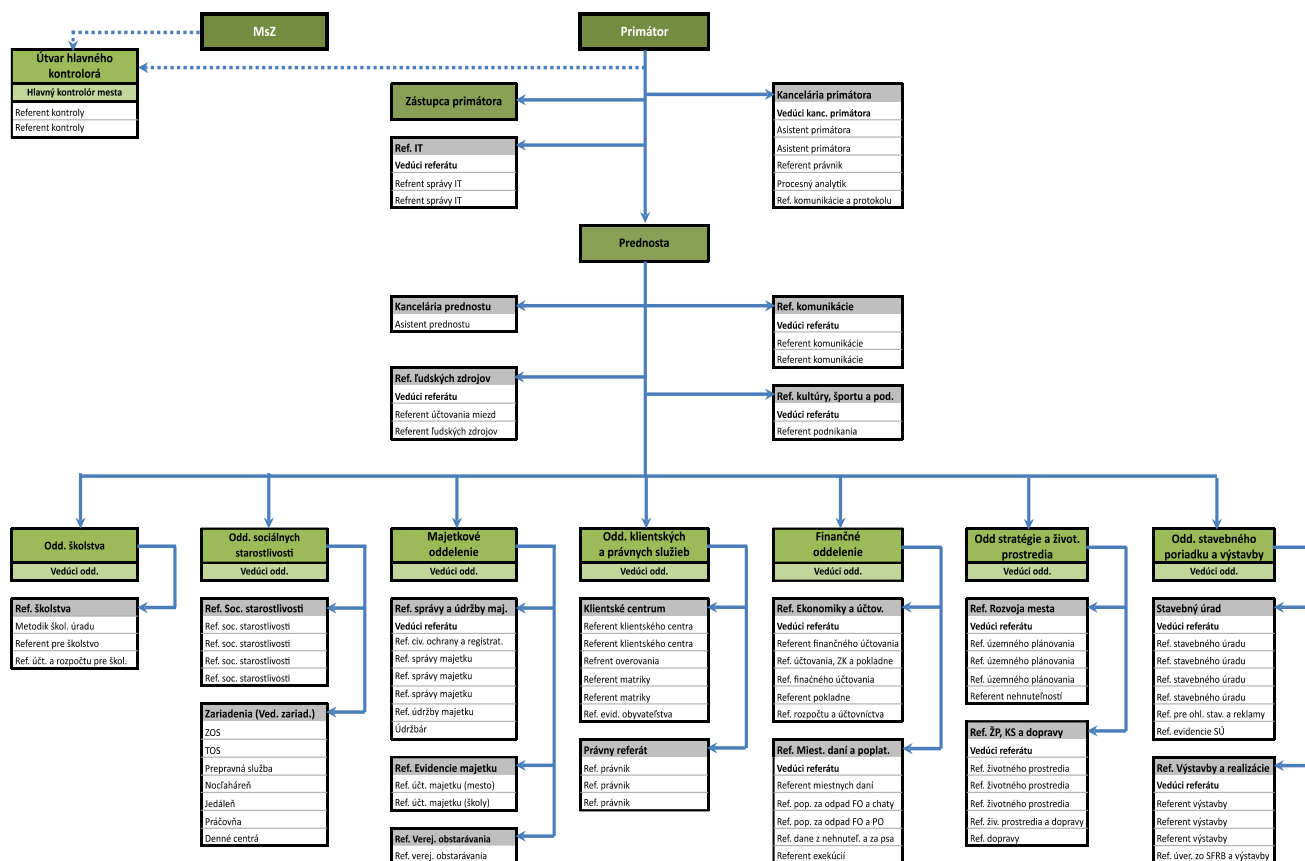 MsZ
Primátor
Útvar hlavného
kontrolorá
Hlavný kontrolór mesta
Referent kontroly
Referent kontroly
Zástupca primátora
Ref. IT
Vedúci referátu
Refrent správy IT
Refrent správy IT
Kancelária primátora
Vedúci kanc. primátora
Asistent primátora
Asistent primátora
Referent právnik
Procesný analytik
Ref. komunikácie a protokolu
Prednosta
Kancelária prednostu
Asistent prednostu
Ref. komunikácie
Vedúci referátu
Referent komunikácie
Referent komunikácie
Ref. ľudských zdrojov
Vedúci referátu
Referent účtovania miezd
Referent ľudských zdrojov
Ref. kultúry, športu a pod.
Vedúci referátu
Referent podnikania
Odd. školstva
Vedúci odd.
Ref. školstva
Metodik škol. úradu
Referent pre školstvo
Ref. účt. a rozpočtu pre škol.
Odd. sociálnych
starostlivosti
Vedúci odd.
Ref. Soc. starostlivosti
Ref. soc. starostlivosti
Ref. soc. starostlivosti
Ref. soc. starostlivosti
Ref. soc. starostlivosti
Zariadenia (Ved. zariad.)
ZOS
TOS
Prepravná služba
Nocľaháreň
Jedáleň
Práčovňa
Denné centrá
Majetkové
oddelenie
Vedúci odd.
Ref. správy a údržby maj.
Vedúci referátu
Ref. civ. ochrany a registrat.
Ref. správy majetku
Ref. správy majetku
Ref. správy majetku
Ref. údržby majetku
Údržbár
Ref. Evidencie majetku
Ref. účt. majetku (mesto)
Ref. účt. majetku (školy)
Ref. Verej. obstarávania
Ref. verej. obstarávania
Odd. klientských
a právnych služieb
Vedúci odd.
Klientské centrum
Referent klientského centra
Referent klientského centra
Refrent overovania
Referent matriky
Referent matriky
Ref. evid. obyvateľstva
Právny referát
Ref. právnik
Ref. právnik
Ref. právnik
Finančné
oddelenie
Vedúci odd.
Ref. Ekonomiky a účtov.
Vedúci referátu
Referent finančného účtovania
Ref. účtovania, ZK a pokladne
Ref. finaćného účtovania
Referent pokladne
Ref. rozpočtu a účtovníctva
Ref. Miest. daní a poplat.
Vedúci referátu
Referent miestnych daní
Ref. pop. za odpad FO a chaty
Ref. pop. za odpad FO a PO
Ref. dane z nehnuteľ. a za psa
Referent exekúcií
Odd stratégie a život.
prostredia
Vedúci odd.
Ref. Rozvoja mesta
Vedúci referátu
Ref. územného plánovania
Ref. územného plánovania
Ref. územného plánovania
Referent nehnuteľností
Ref. ŽP, KS a dopravy
Vedúci referátu
Ref. životného prostredia
Ref. životného prostredia
Ref. životného prostredia
Ref. živ. prostredia a dopravy
Ref. dopravy
Odd. stavebného
poriadku a výstavby
Vedúci odd.
Stavebný úrad
Vedúci referátu
Ref. stavebného úradu
Ref. stavebného úradu
Ref. stavebného úradu
Ref. stavebného úradu
Ref. pre ohl. stav. a reklamy
Ref. evidencie SÚ
Ref. Výstavby a realizácie
Vedúci referátu
Referent výstavby
Referent výstavby
Referent výstavby
Ref. úver. zo SFRB a výstavby